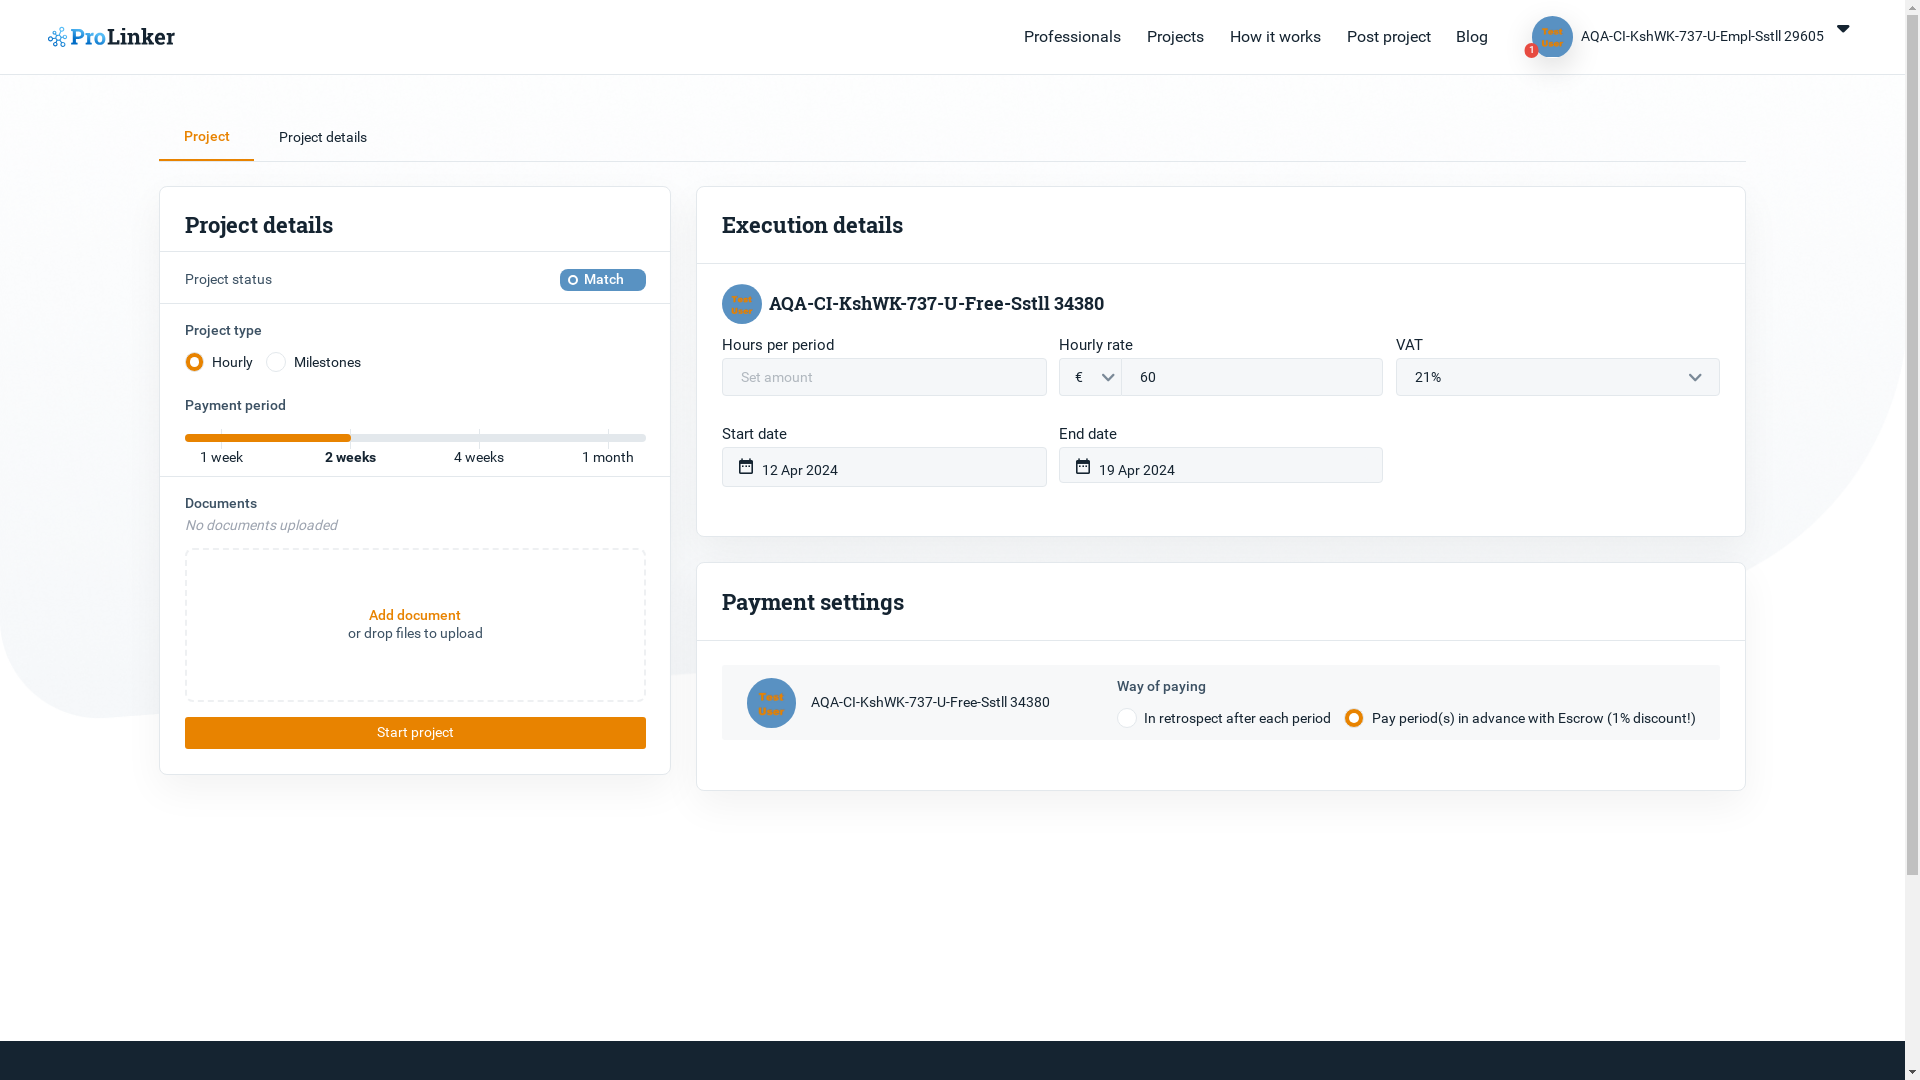 ProLinker
Professionals
Projects
How it works
Post project
Blog
Test
User
1
AQA-CI-KshWK-737-U-Empl-Sstll 29605
Project
Project details
Project details
Project status
Match
Project type
Hourly
Milestones
Payment period
1 week
2 weeks
4 weeks
1 month
Documents
No documents uploaded
Add document
or drop files to upload
Start project
Execution details
Test
User
AQA-CI-KshWK-737-U-Free-Sstll 34380
Hours per period
Hourly rate
VAT
Set amount
€
60
21%
Start date
End date
12 Apr 2024
19 Apr 2024
Payment settings
Test
User
AQA-CI-KshWK-737-U-Free-Sstll 34380
Way of paying
In retrospect after each period
Pay period(s) in advance with Escrow (1% discount!)